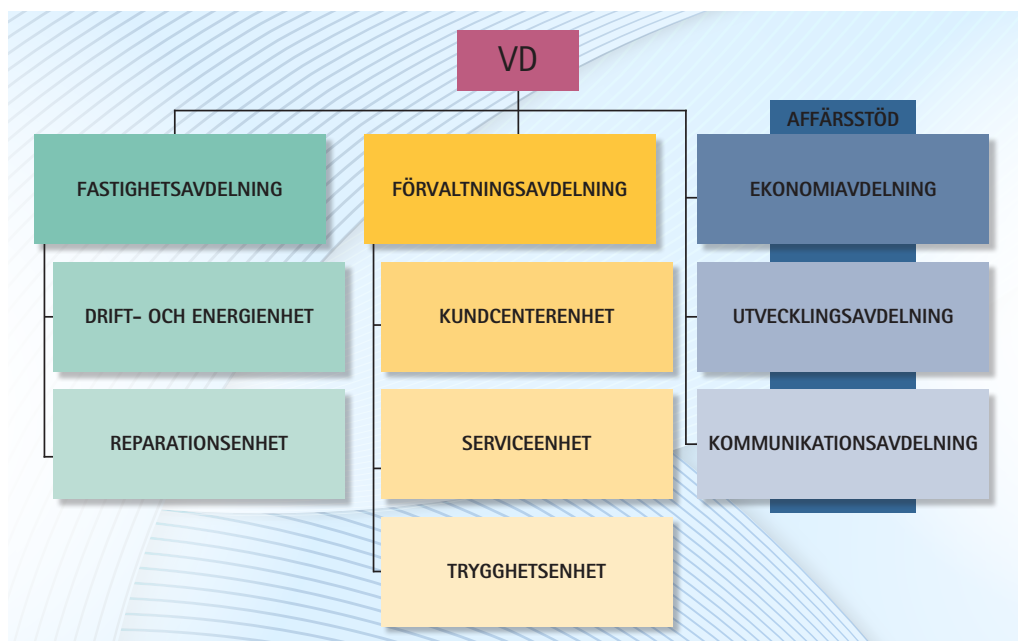 VD
AFFÄRSSTÖD
FASTIGHETSAVDELNING
FÖRVALTNINGSAVDELNING
EKONOMIAVDELNING
DRIFT- OCH ENERGIENHET
KUNDCENTERENHET
UTVECKLINGSAVDELNING
REPARATIONSENHET
SERVICEENHET
KOMMUNIKATIONSAVDELNING
TRYGGHETSENHET